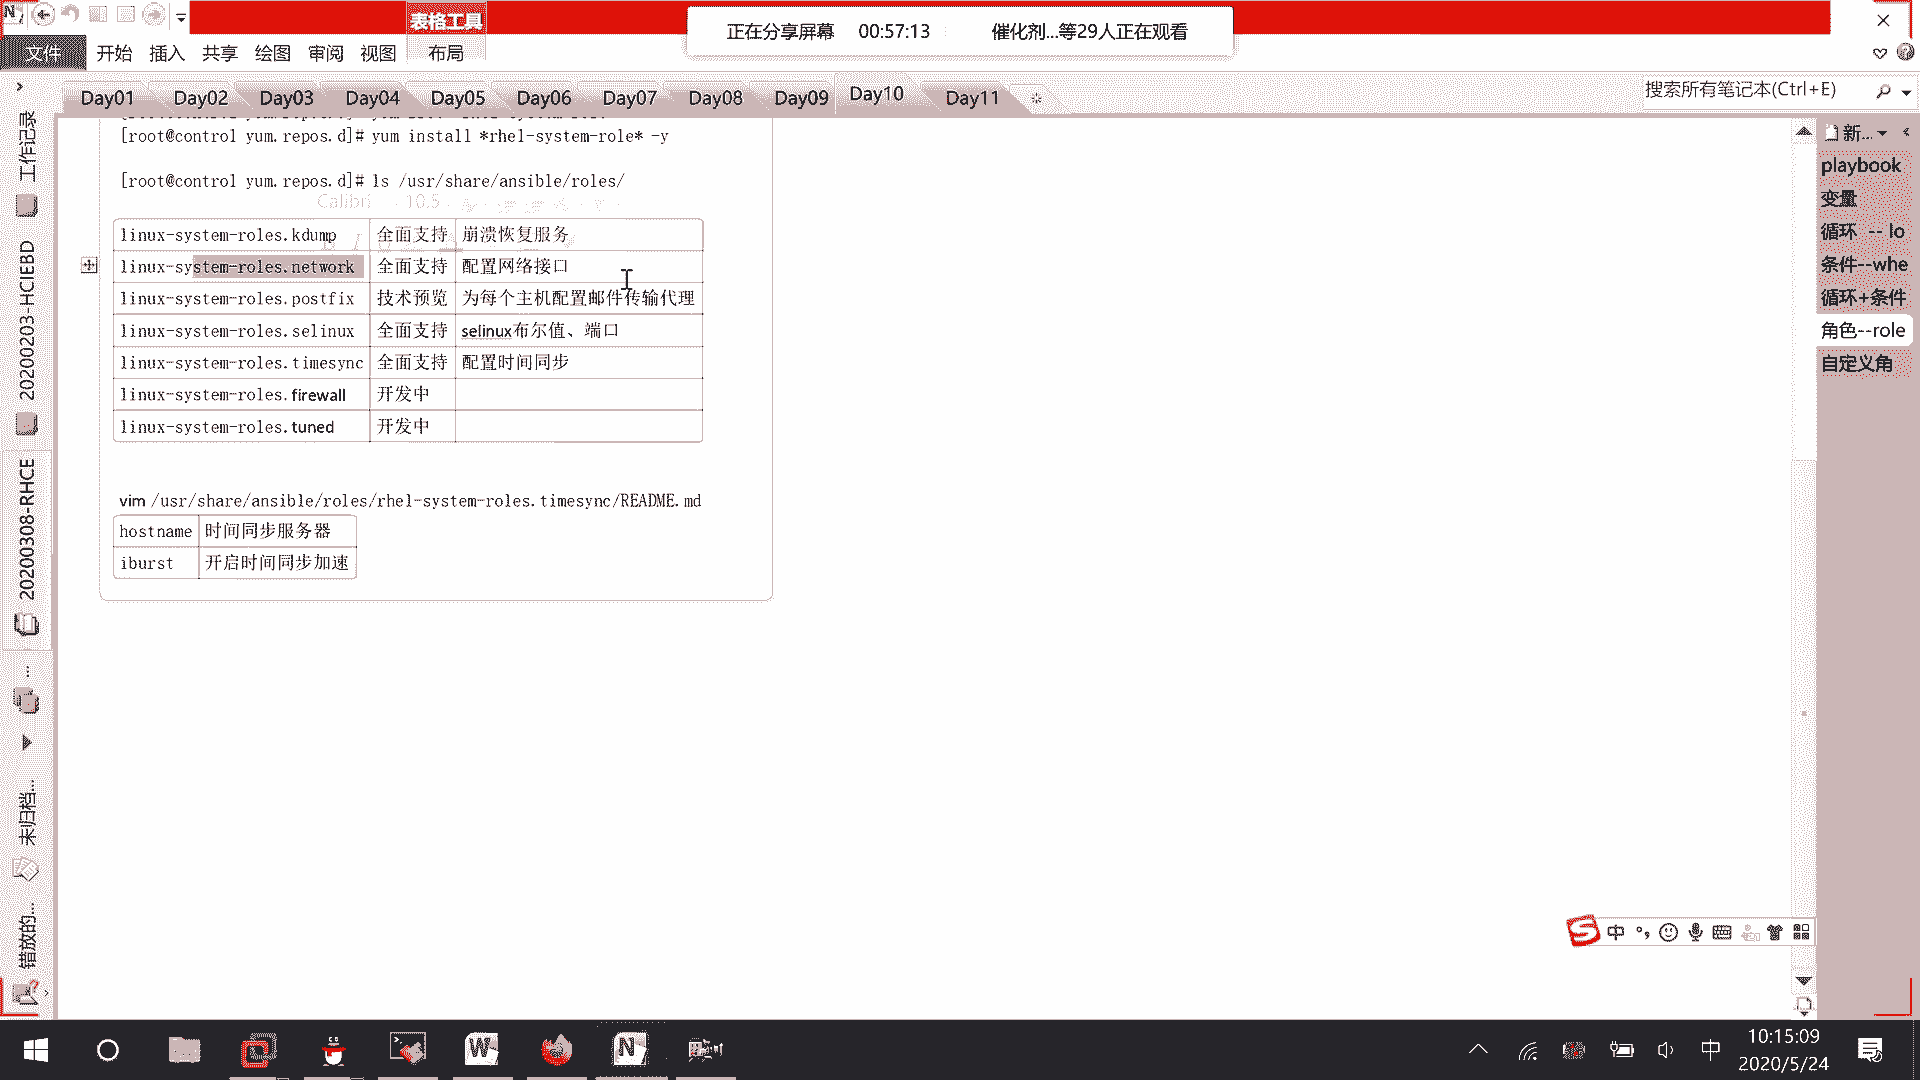 表格工具
正在分享屏幕 00:57:13 催化剂...等29人正在观看
文件 开始 插入 共享 绘图 审阅 视图 布局
Day01 Day02 Day03 Day04 Day05 Day06 Day07 Day08 Day09 Day10 Day11
搜索所有笔记本(Ctrl+E)
[root@control yum.repos.d]# yum install *rhel-system-role* -y
[root@control yum.repos.d]# ls /usr/share/ansible/roles/
Calibri 10.5
linux-system-roles.kdump 全面支持 崩溃恢复服务
linux-system-roles.network 全面支持 配置网络接口
linux-system-roles.postfix 技术预览 为每个主机配置邮件传输代理
linux-system-roles.selinux 全面支持 selinux布尔值、端口
linux-system-roles.timesync 全面支持 配置时间同步
linux-system-roles.firewall 开发中
linux-system-roles.tuned 开发中
vim /usr/share/ansible/roles/rhel-system-roles.timesync/README.md
hostname 时间同步服务器
iburst 开启时间同步加速
工作记录
20200203-HCIEBD
20200308-RHCE
...
未归档...
错放的...
新...
playbook
变量
循环 -- lo
条件--whe
循环+条件
角色--role
自定义角
中
中
10:15:09
2020/5/24